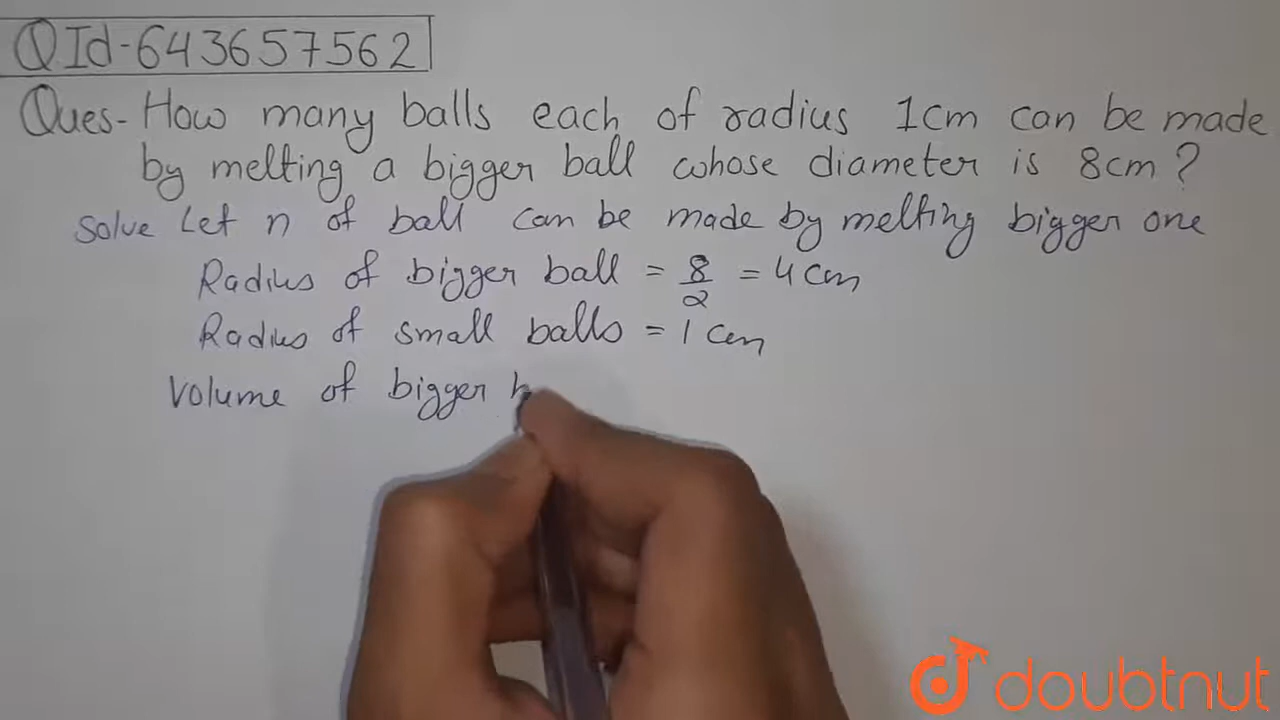 QId-643657562
Ques- How many balls each of radius 1cm can be made
by melting a bigger ball whose diameter is 8cm?
Solve Let n of ball can be made by melting bigger one
Radius of bigger ball = 8/2 = 4 cm
Radius of small balls = 1 cm
Volume of bigger b
doubtnut